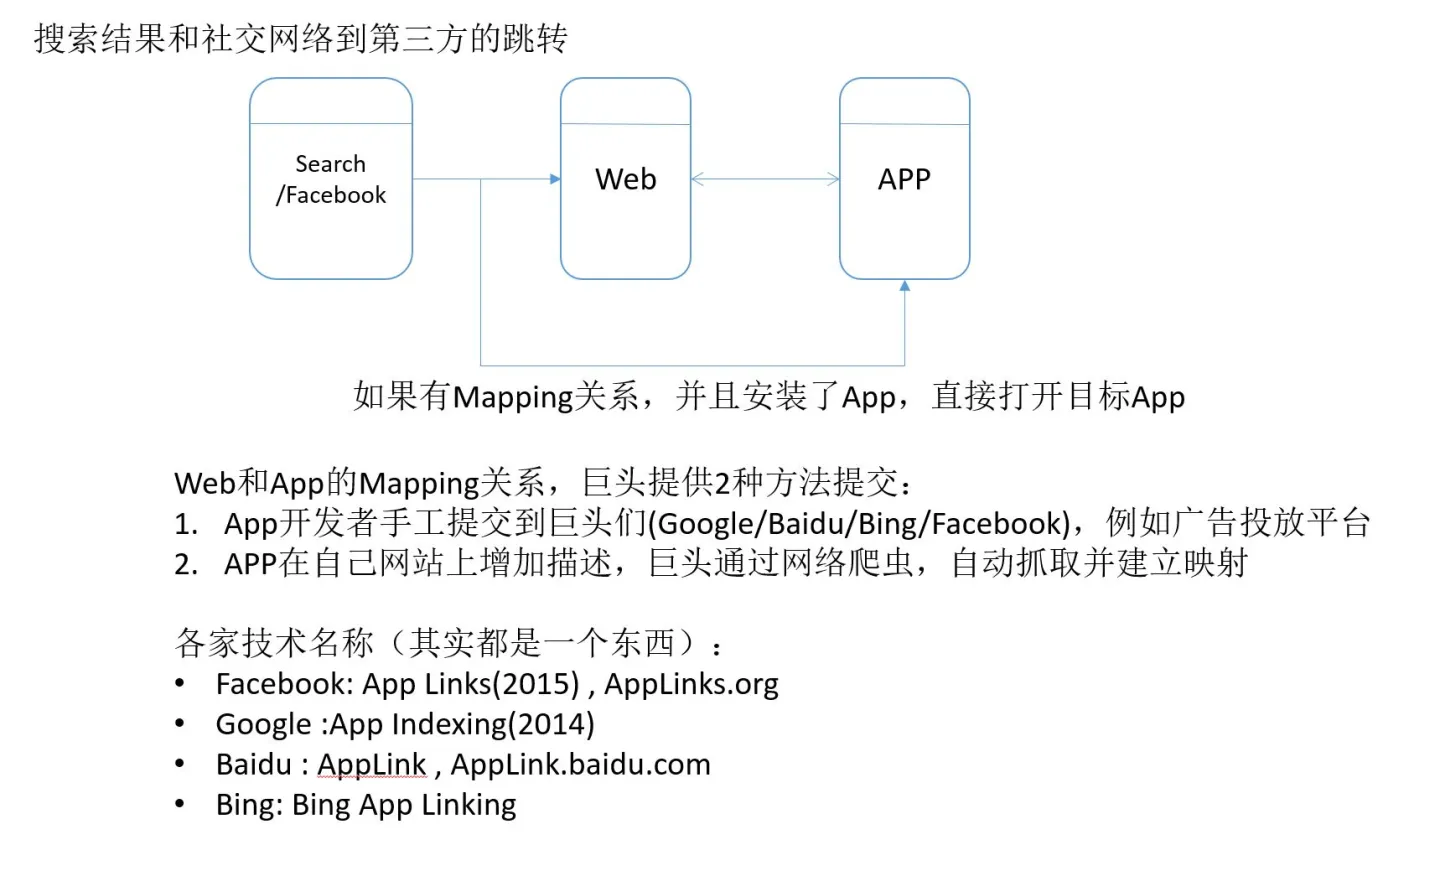 搜索结果和社交网络到第三方的跳转
Search
/Facebook
Web
APP
如果有Mapping关系，并且安装了App，直接打开目标App
Web和App的Mapping关系，巨头提供2种方法提交：
1. App开发者手工提交到巨头们(Google/Baidu/Bing/Facebook)，例如广告投放平台
2. APP在自己网站上增加描述，巨头通过网络爬虫，自动抓取并建立映射
各家技术名称（其实都是一个东西）：
• Facebook: App Links(2015) , AppLinks.org
• Google :App Indexing(2014)
• Baidu : AppLink , AppLink.baidu.com
• Bing: Bing App Linking